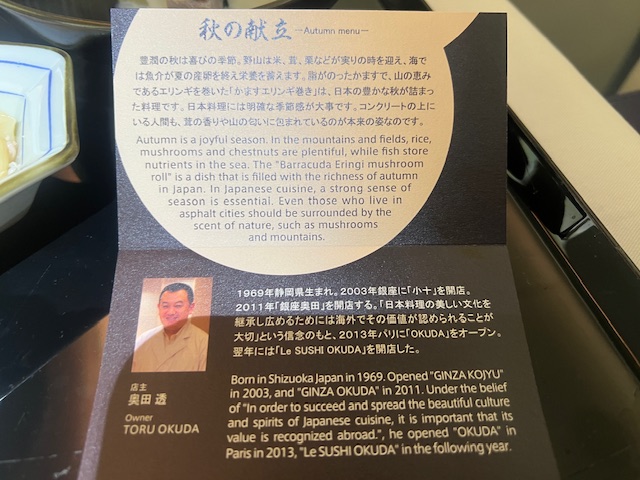 秋の献立 —Autumn menu—
豊潤の秋は喜びの季節。野山は米、茸、栗などが実りの時を迎え、海で
は魚介が夏の産卵を終え栄養を蓄えます。脂がのったかますで、山の恵み
であるエリンギを巻いた「かますエリンギ巻き」は、日本の豊かな秋が詰まっ
た料理です。日本料理には明確な季節感が大事です。コンクリートの上に
いる人間も、茸の香りや山の匂いに包まれているのが本来の姿なのです。
Autumn is a joyful season. In the mountains and fields, rice,
mushrooms and chestnuts are plentiful, while fish store
nutrients in the sea. The "Barracuda Eringi mushroom
roll" is a dish that is filled with the richness of autumn
in Japan. In Japanese cuisine, a strong sense of
season is essential. Even those who live in
asphalt cities should be surrounded by the
scent of nature, such as mushrooms
and mountains.
1969年静岡県生まれ。2003年銀座に「小十」を開店。
2011年「銀座奥田」を開店する。「日本料理の美しい文化を
継承し広めるためには海外でその価値が認められることが
大切」という信念のもと、2013年パリに「OKUDA」をオープン。
翌年には「Le SUSHI OKUDA」を開店した。
店主
奥田 透
Owner
TORU OKUDA
Born in Shizuoka Japan in 1969. Opened "GINZA KOJYU"
in 2003, and "GINZA OKUDA" in 2011. Under the belief
of "In order to succeed and spread the beautiful culture
and spirits of Japanese cuisine, it is important that its
value is recognized abroad.", he opened "OKUDA" in
Paris in 2013, "Le SUSHI OKUDA" in the following year.